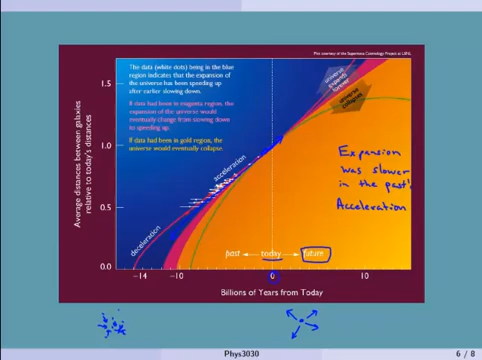 Photo courtesy of the Supernova Cosmology Project at LBNL
The data (white dots) being in the blue
region indicates that the expansion of
the universe has been speeding up
after earlier slowing down.
If data had been in magenta region, the
expansion of the universe would
eventually change from slowing down
to speeding up.
If data had been in gold region, the
universe would eventually collapse.
universe
expands
forever
universe
collapses
Average distances between galaxies
relative to today's distances
1.5
1.0
0.5
0.0
acceleration
deceleration
Expansion
was slower
in the past!
Acceleration
past
today
future
−14
−10
0
10
Billions of Years from Today
Phys3030
6 / 8